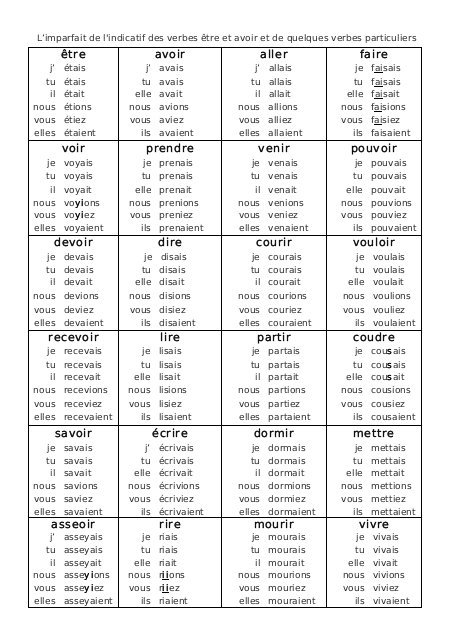 L'imparfait de l'indicatif des verbes être et avoir et de quelques verbes particuliers
être
j' étais
tu étais
il était
nous étions
vous étiez
elles étaient
avoir
j' avais
tu avais
elle avait
nous avions
vous aviez
ils avaient
aller
j' allais
tu allais
il allait
nous allions
vous alliez
elles allaient
faire
je faisais
tu faisais
elle faisait
nous faisions
vous faisiez
ils faisaient
voir
je voyais
tu voyais
il voyait
nous voyions
vous voyiez
elles voyaient
prendre
je prenais
tu prenais
elle prenait
nous prenions
vous preniez
ils prenaient
venir
je venais
tu venais
il venait
nous venions
vous veniez
elles venaient
pouvoir
je pouvais
tu pouvais
elle pouvait
nous pouvions
vous pouviez
ils pouvaient
devoir
je devais
tu devais
il devait
nous devions
vous deviez
elles devaient
dire
je disais
tu disais
elle disait
nous disions
vous disiez
ils disaient
courir
je courais
tu courais
il courait
nous courions
vous couriez
elles couraient
vouloir
je voulais
tu voulais
elle voulait
nous voulions
vous vouliez
ils voulaient
recevoir
je recevais
tu recevais
il recevait
nous recevions
vous receviez
elles recevaient
lire
je lisais
tu lisais
elle lisait
nous lisions
vous lisiez
ils lisaient
partir
je partais
tu partais
il partait
nous partions
vous partiez
elles partaient
coudre
je cousais
tu cousais
elle cousait
nous cousions
vous cousiez
ils cousaient
savoir
je savais
tu savais
il savait
nous savions
vous saviez
elles savaient
écrire
j' écrivais
tu écrivais
elle écrivait
nous écrivions
vous écriviez
ils écrivaient
dormir
je dormais
tu dormais
il dormait
nous dormions
vous dormiez
elles dormaient
mettre
je mettais
tu mettais
elle mettait
nous mettions
vous mettiez
ils mettaient
asseoir
j' asseyais
tu asseyais
il asseyait
nous asseyions
vous asseyiez
elles asseyaient
rire
je riais
tu riais
elle riait
nous riions
vous riiez
ils riaient
mourir
je mourais
tu mourais
il mourait
nous mourions
vous mouriez
elles mouraient
vivre
je vivais
tu vivais
elle vivait
nous vivions
vous viviez
ils vivaient